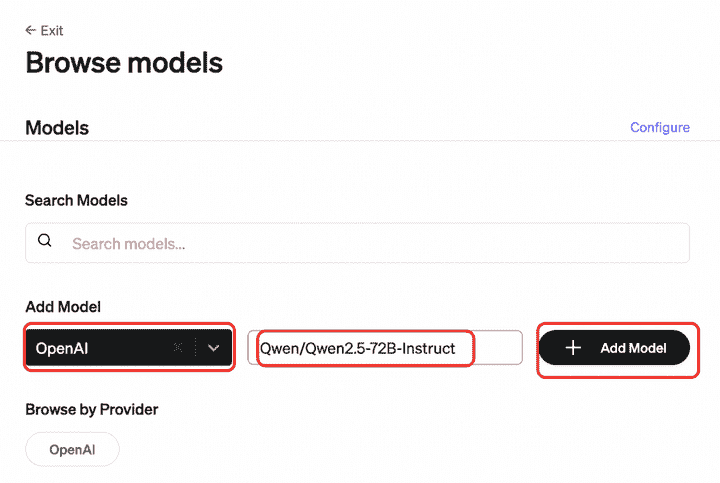 ← Exit
Browse models
Models Configure
Search Models
Search models...
Add Model
OpenAI Qwen/Qwen2.5-72B-Instruct + Add Model
Browse by Provider
OpenAI